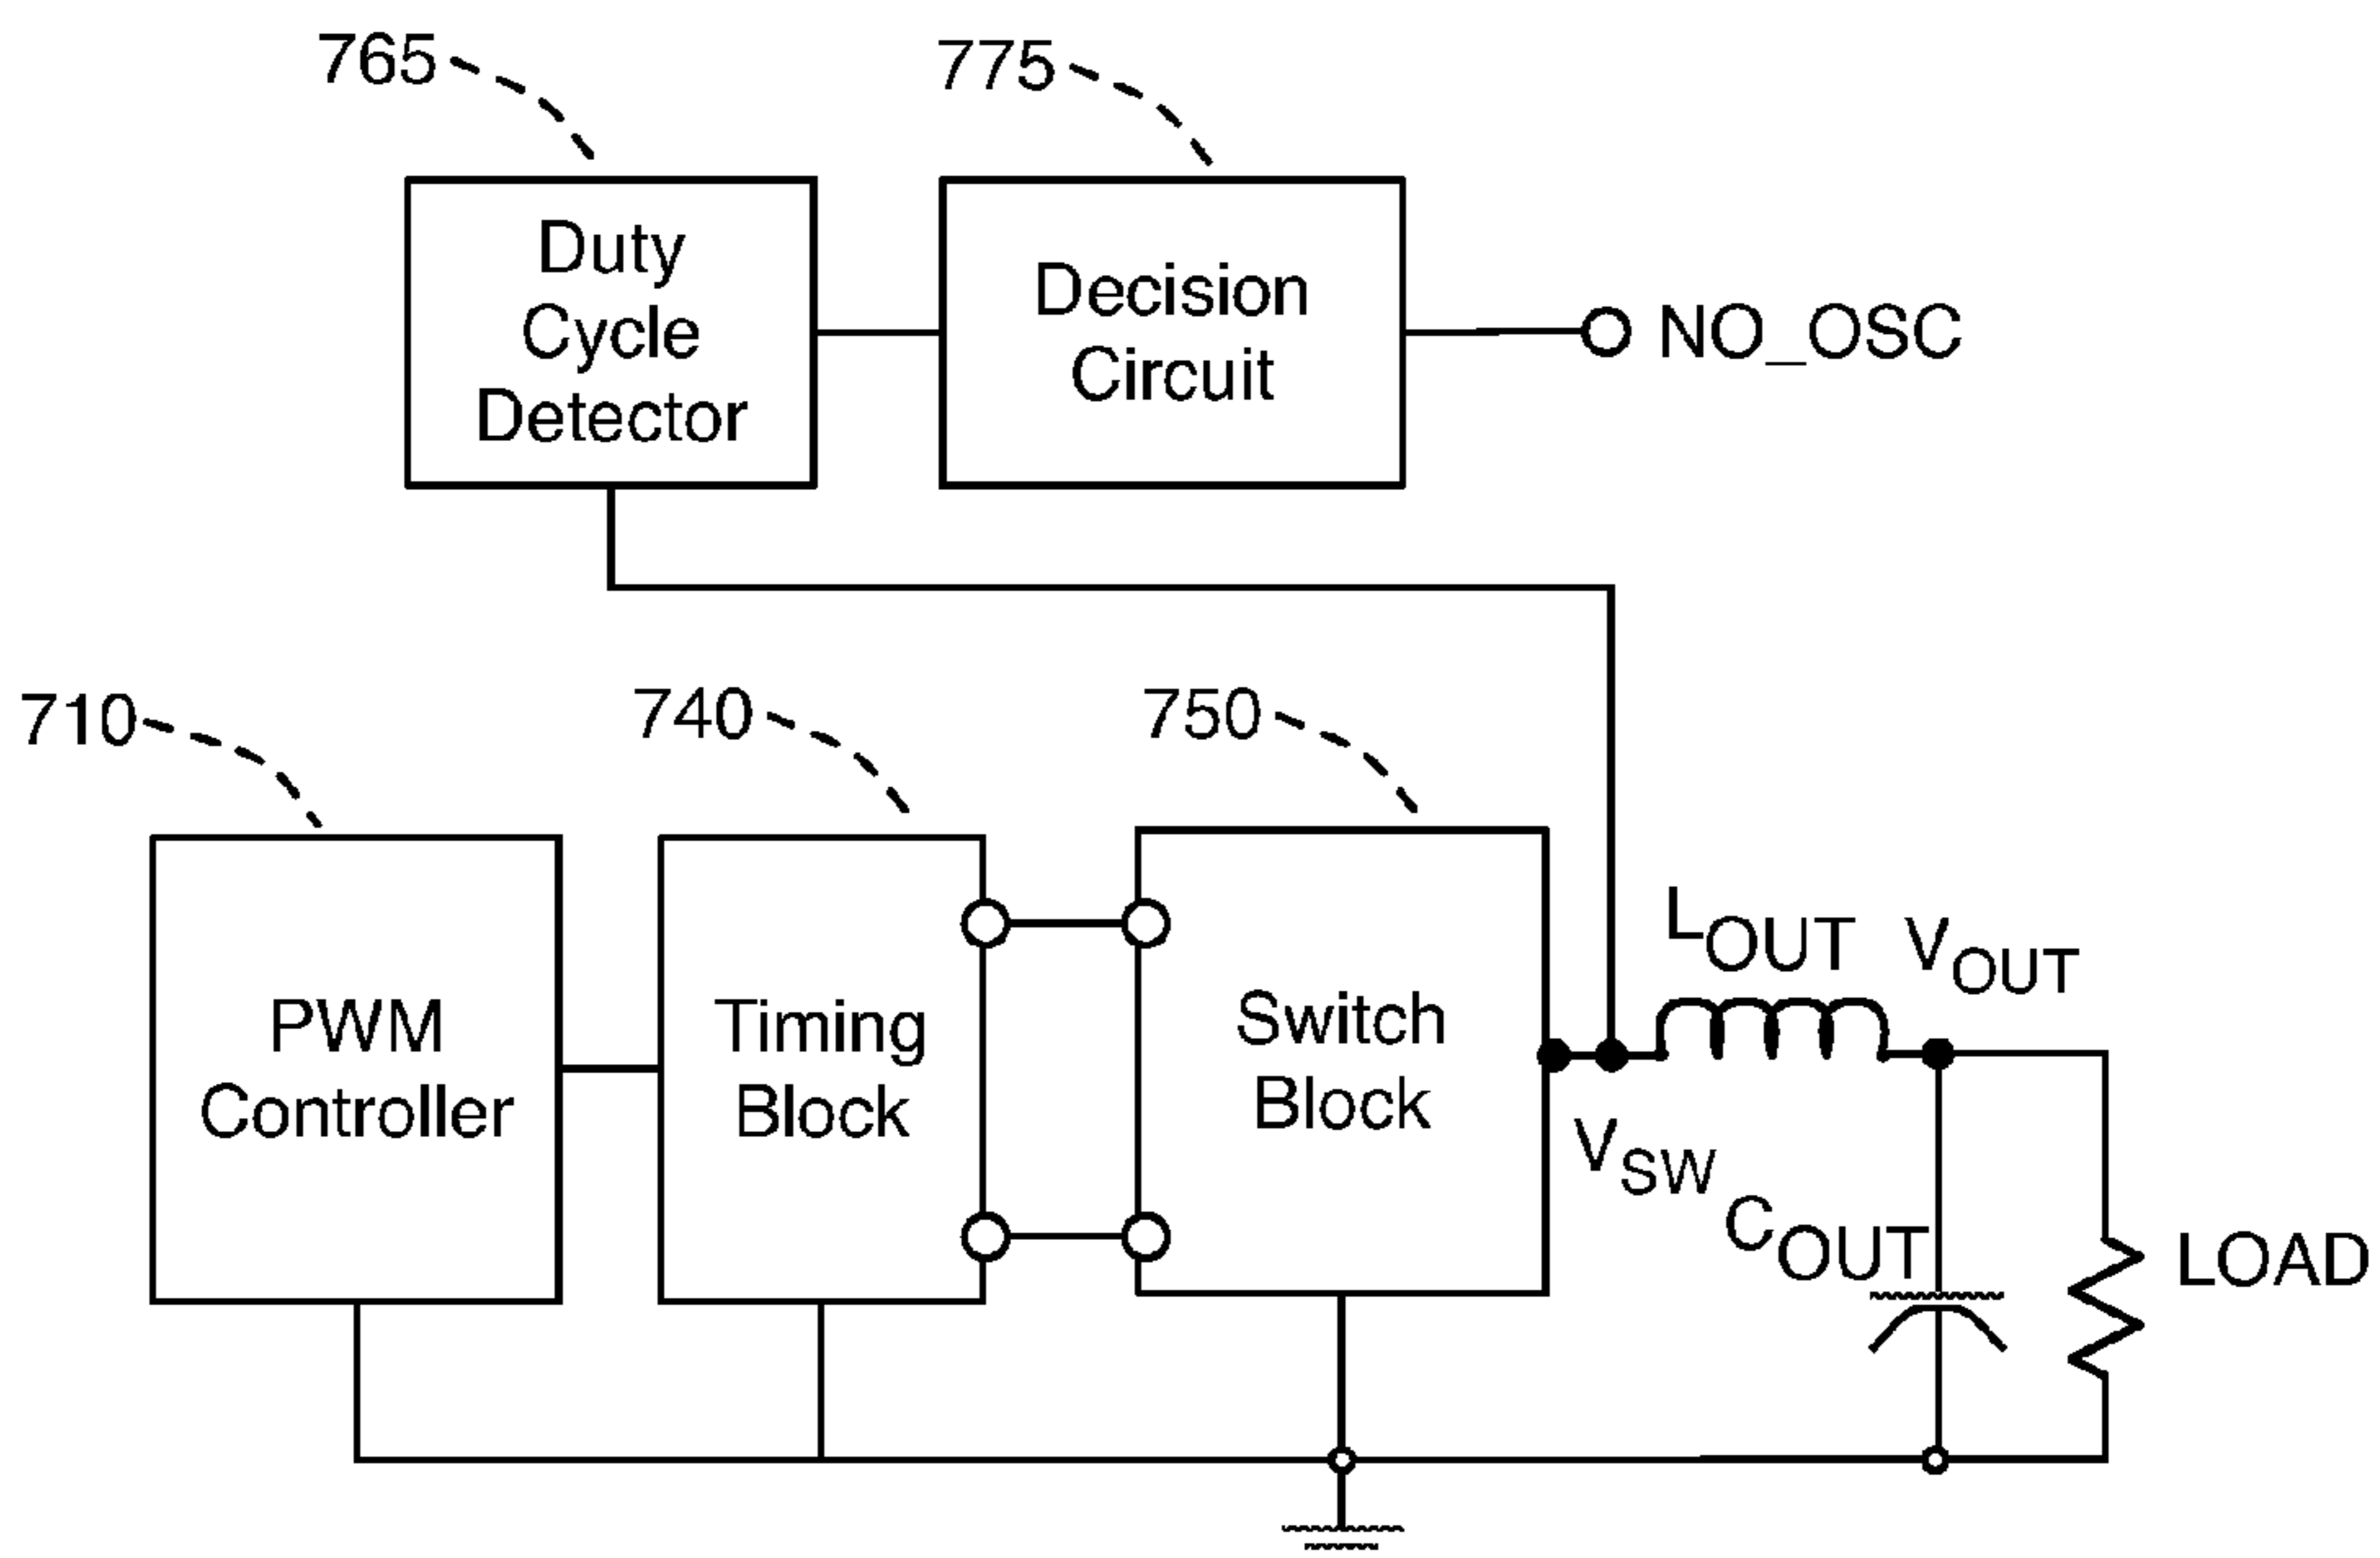 765
775
Duty
Cycle
Detector
Decision
Circuit
NO_OSC
710
740
750
PWM
Controller
Timing
Block
Switch
Block
LOUT
VOUT
VSW
COUT
LOAD